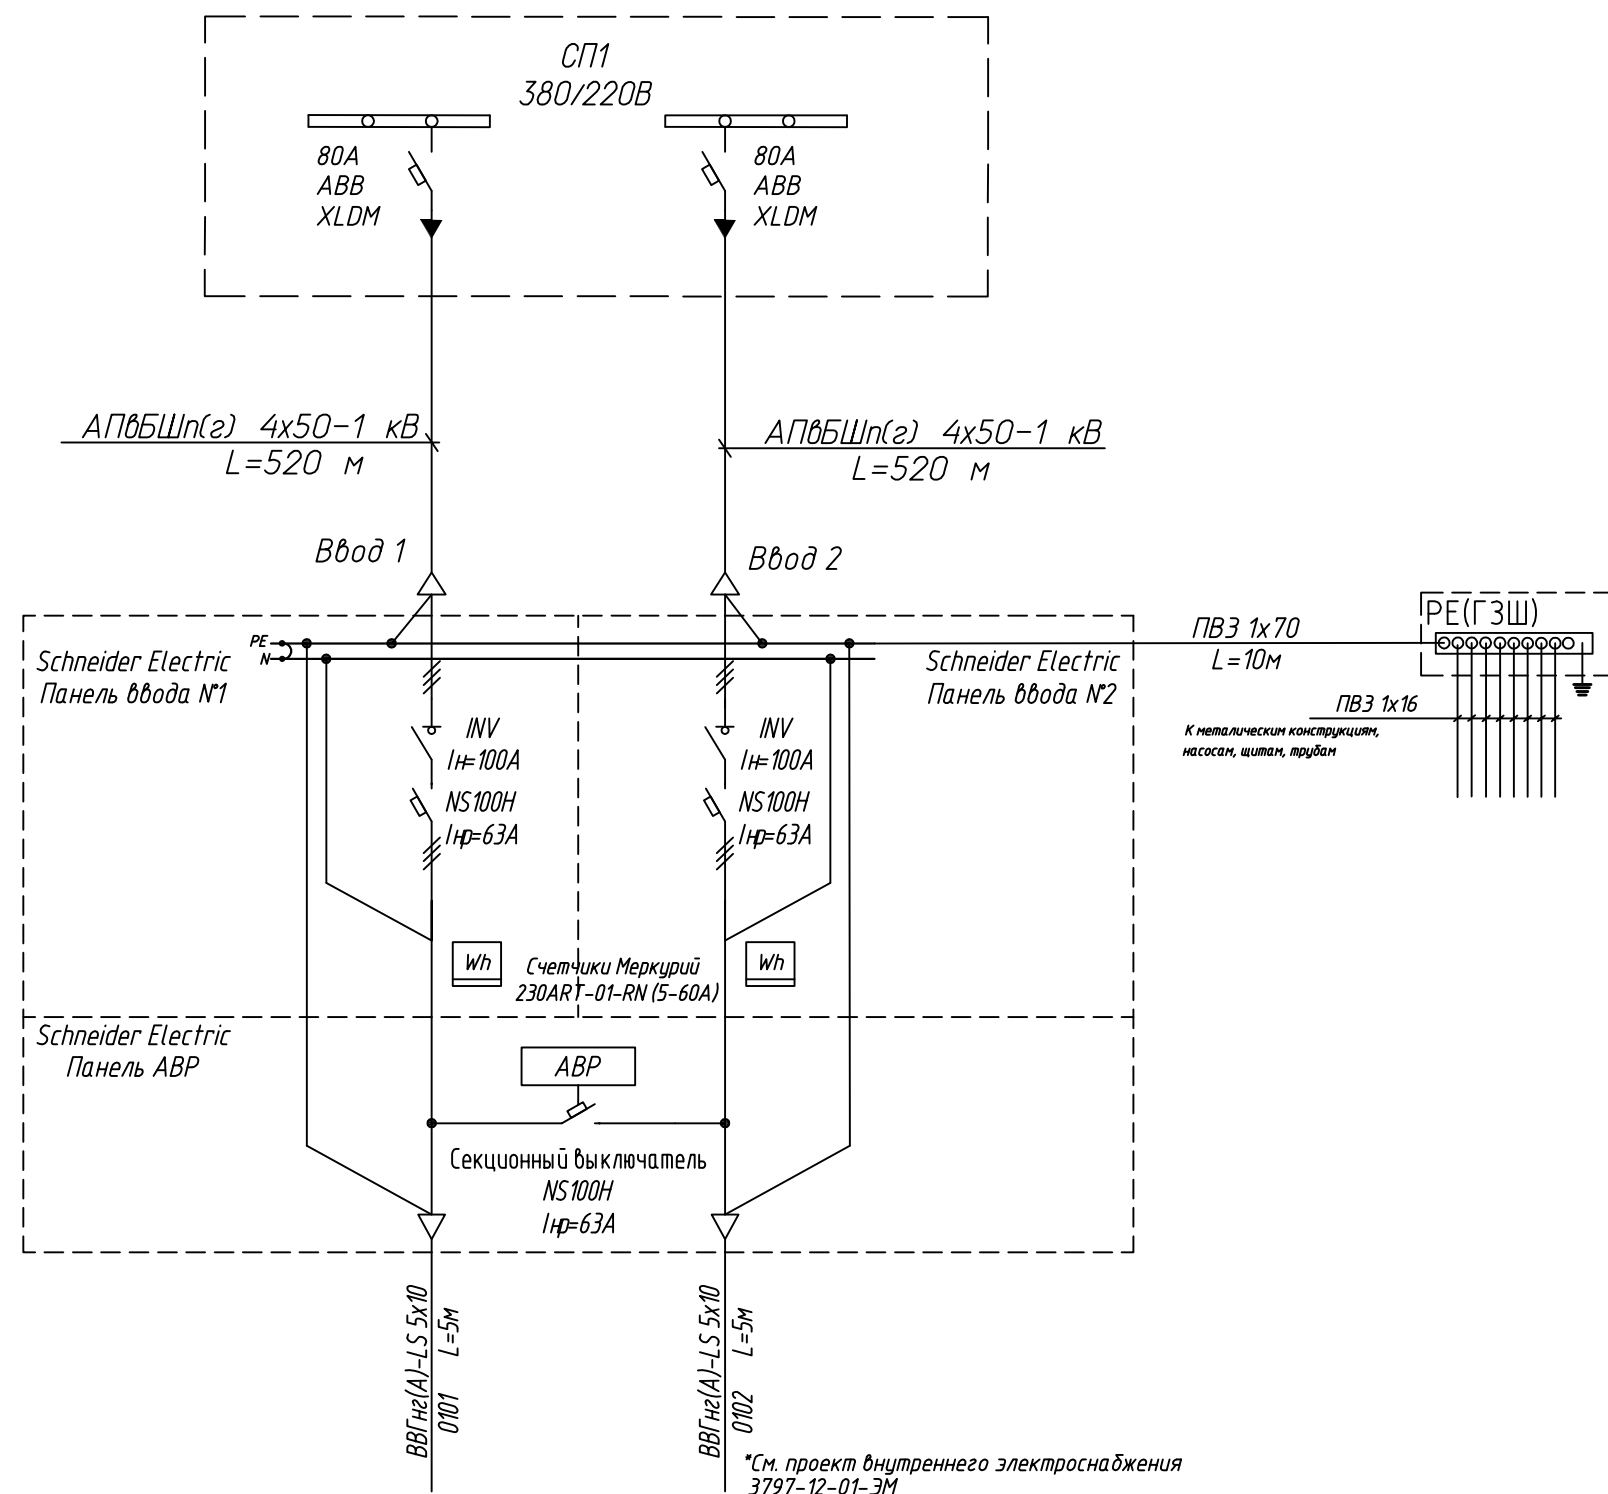 СП1
380/220В
80А
АВВ
XLDM
80А
АВВ
XLDM
АПвБШп(г) 4х50-1 кВ
L=520 м
АПвБШп(г) 4х50-1 кВ
L=520 м
Ввод 1
Ввод 2
РЕ(ГЗШ)
PE
N
ПВЗ 1х70
L=10м
Schneider Electric
Панель ввода №1
Schneider Electric
Панель ввода №2
ПВЗ 1х16
К металическим конструкциям,
насосам, щитам, трубам
INV
Iн=100А
NS100H
Iнр=63А
INV
Iн=100А
NS100H
Iнр=63А
Wh
Счетчики Меркурий
230ART-01-RN (5-60А)
Wh
Schneider Electric
Панель АВР
АВР
Секционный выключатель
NS100H
Iнр=63А
ВВГнг(А)-LS 5х10
L=5м
0101
ВВГнг(А)-LS 5х10
L=5м
0102
*См. проект внутреннего электроснабжения
3797-12-01-ЭМ